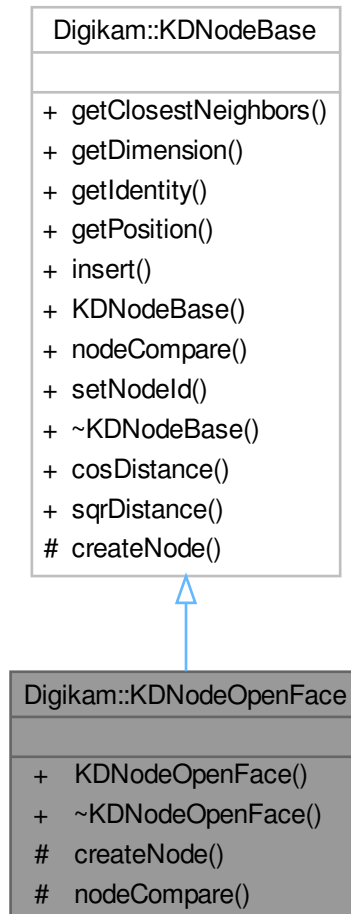 Digikam::KDNodeBase
+ getClosestNeighbors()
+ getDimension()
+ getIdentity()
+ getPosition()
+ insert()
+ KDNodeBase()
+ nodeCompare()
+ setNodeId()
+ ~KDNodeBase()
+ cosDistance()
+ sqrDistance()
# createNode()
Digikam::KDNodeOpenFace
+ KDNodeOpenFace()
+ ~KDNodeOpenFace()
# createNode()
# nodeCompare()